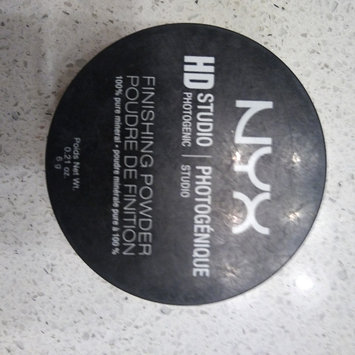 NYX
HD STUDIO | PHOTOGÉNIQUE
PHOTOGENIC | STUDIO
FINISHING POWDER
POUDRE DE FINITION
100% pure mineral • poudre minérale pure à 100 %
Poids Net Wt.
0.21 oz.
6 g